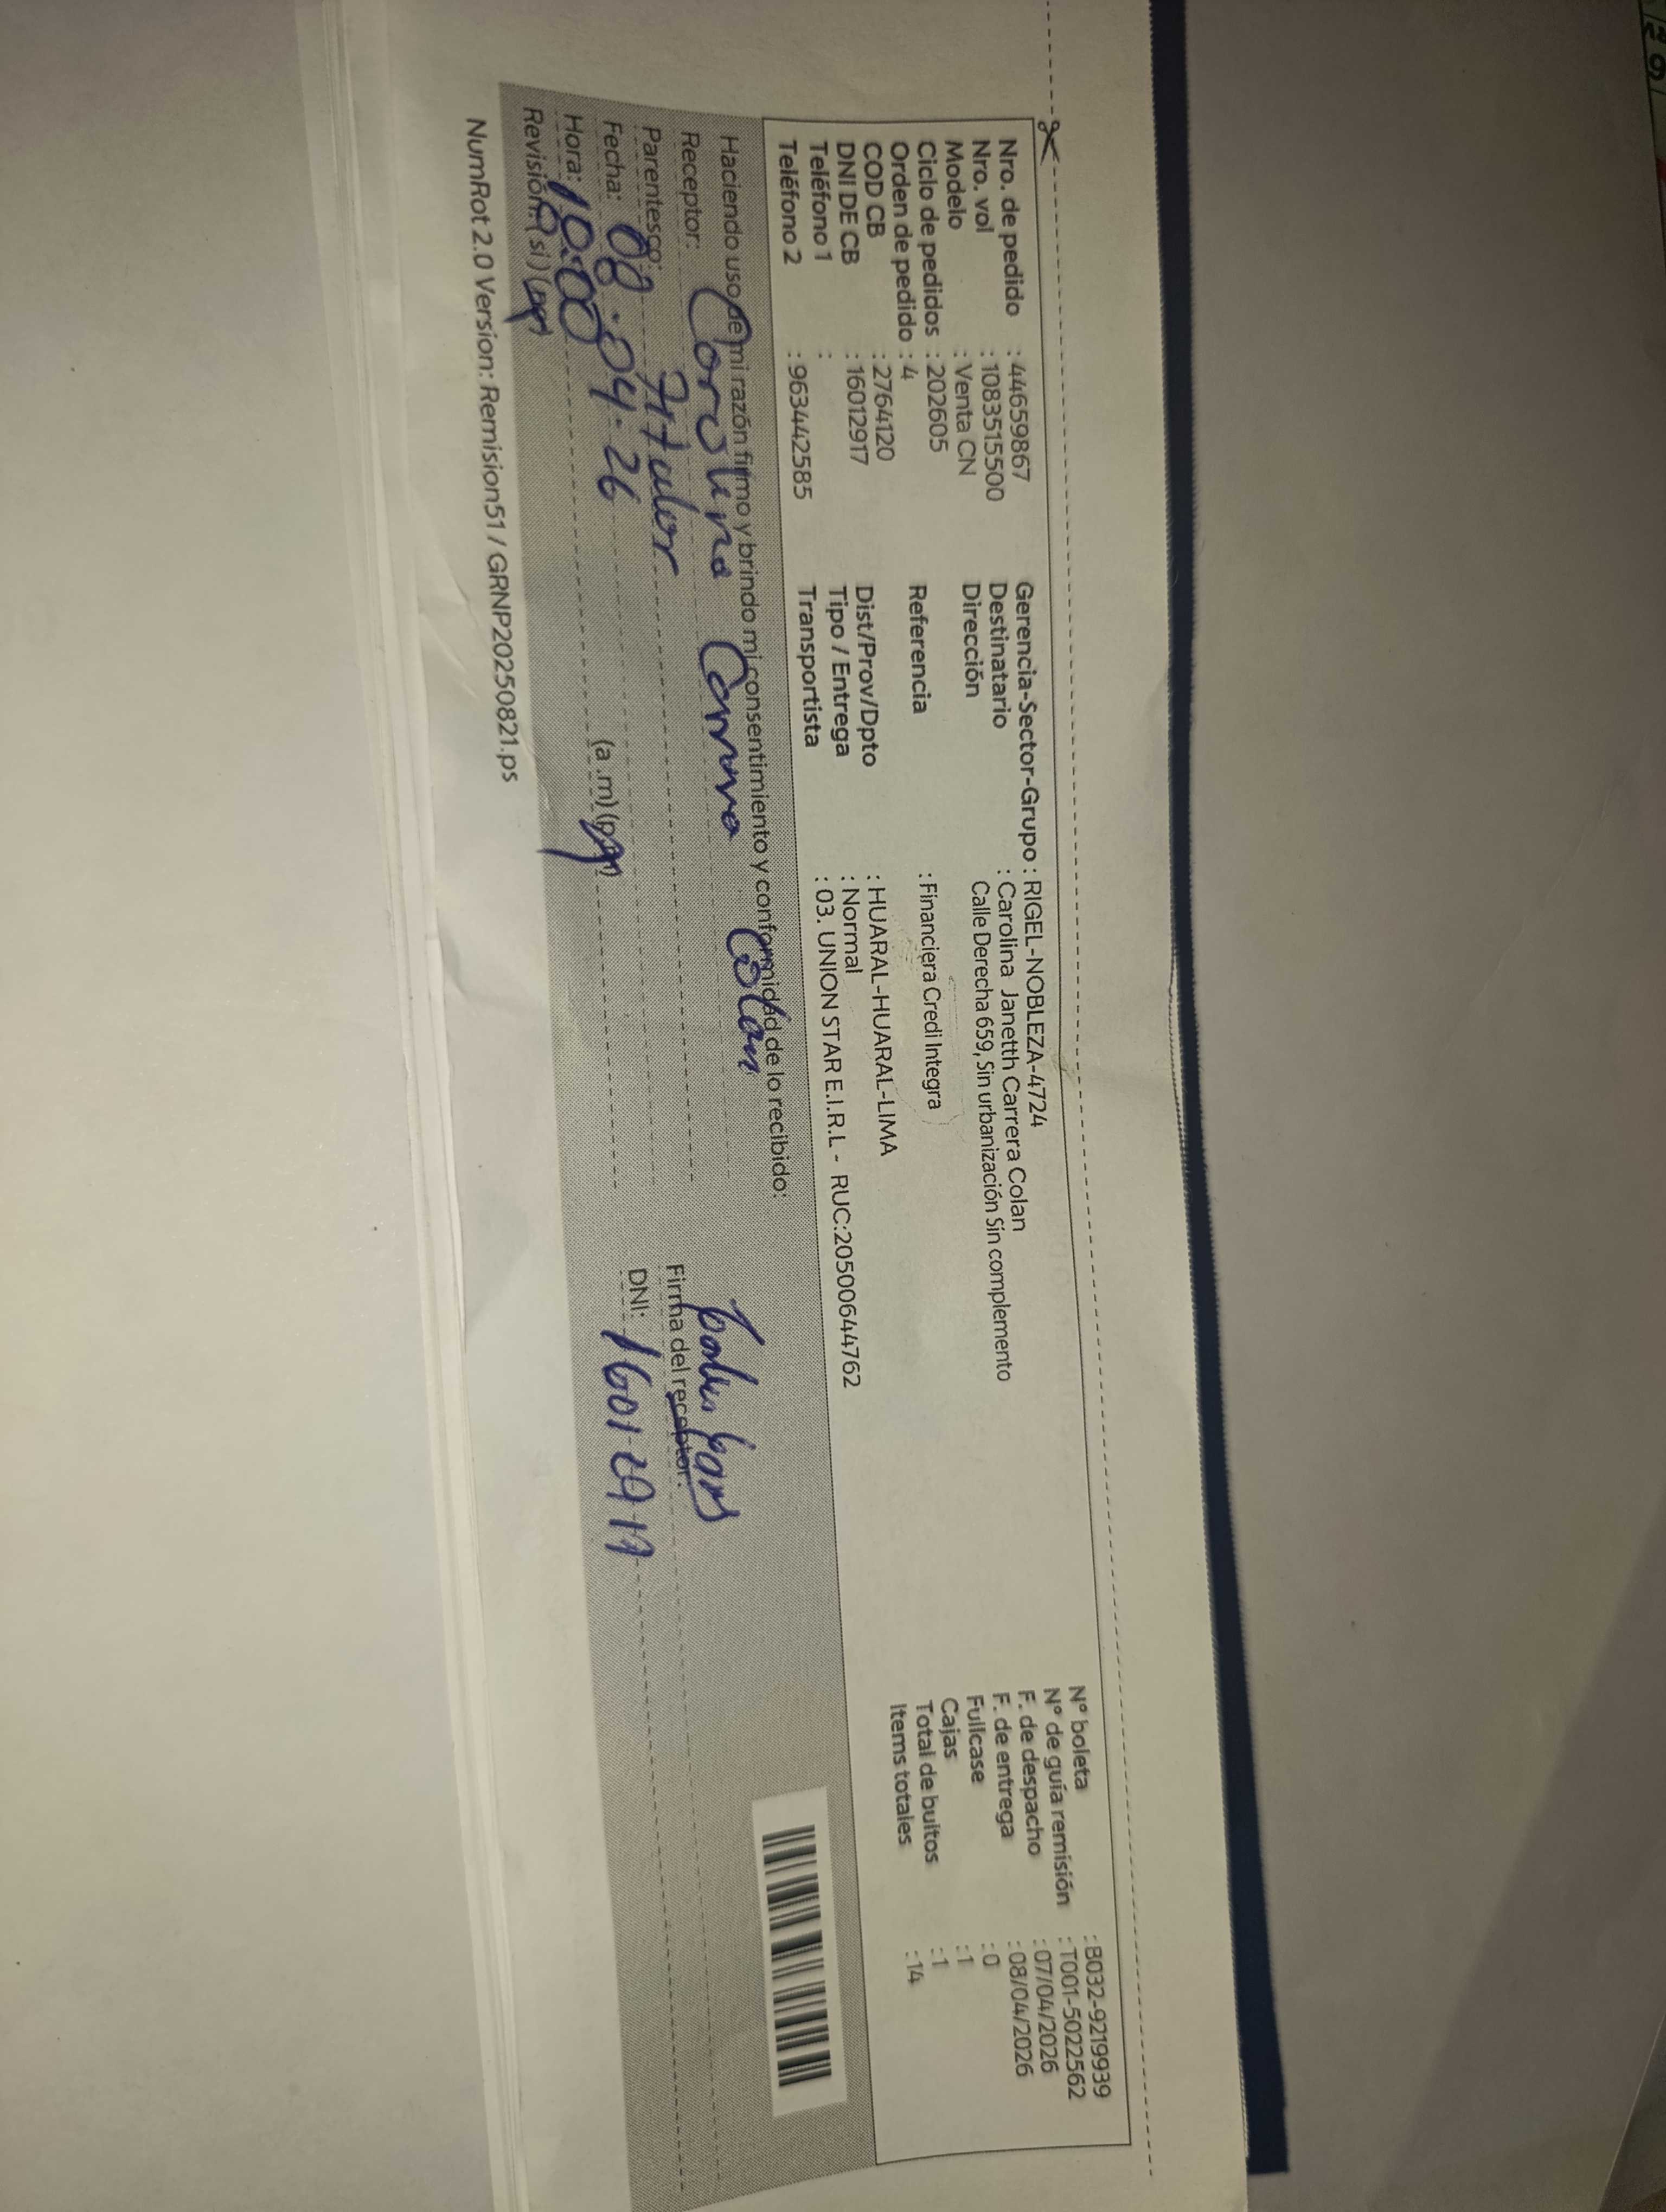 Nro. de pedido : 44659867
Nro. vol : 1083515500
Modelo : Venta CN
Ciclo de pedidos : 202605
Orden de pedido : 4
COD CB : 2764120
DNI DE CB : 16012917
Teléfono 1 :
Teléfono 2 : 963442585
Gerencia-Sector-Grupo : RIGEL-NOBLEZA-4724
Destinatario : Carolina Janetth Carrera Colan
Dirección Calle Derecha 659, Sin urbanización Sin complemento
Referencia : Financiera Credi Integra
Dist/Prov/Dpto : HUARAL-HUARAL-LIMA
Tipo / Entrega : Normal
Transportista : 03. UNION STAR E.I.R.L - RUC:20500644762
Nº boleta : B032-9219939
Nº de guía remisión : T001-5022562
F. de despacho : 07/04/2026
F. de entrega : 08/04/2026
Fullcase : 0
Cajas : 1
Total de bultos : 1
Items totales : 14
Haciendo uso de mi razón firmo y brindo mi consentimiento y conformidad de lo recibido:
Receptor: Carolina Carrera Colan
Parentesco: Titular
Fecha: 08-04-26
Hora: 18:00 (a.m) (pm)
Revisión: (si) (no)
Firma del receptor:
DNI: 16012917
NumRot 2.0 Version: Remision51 / GRNP20250821.ps